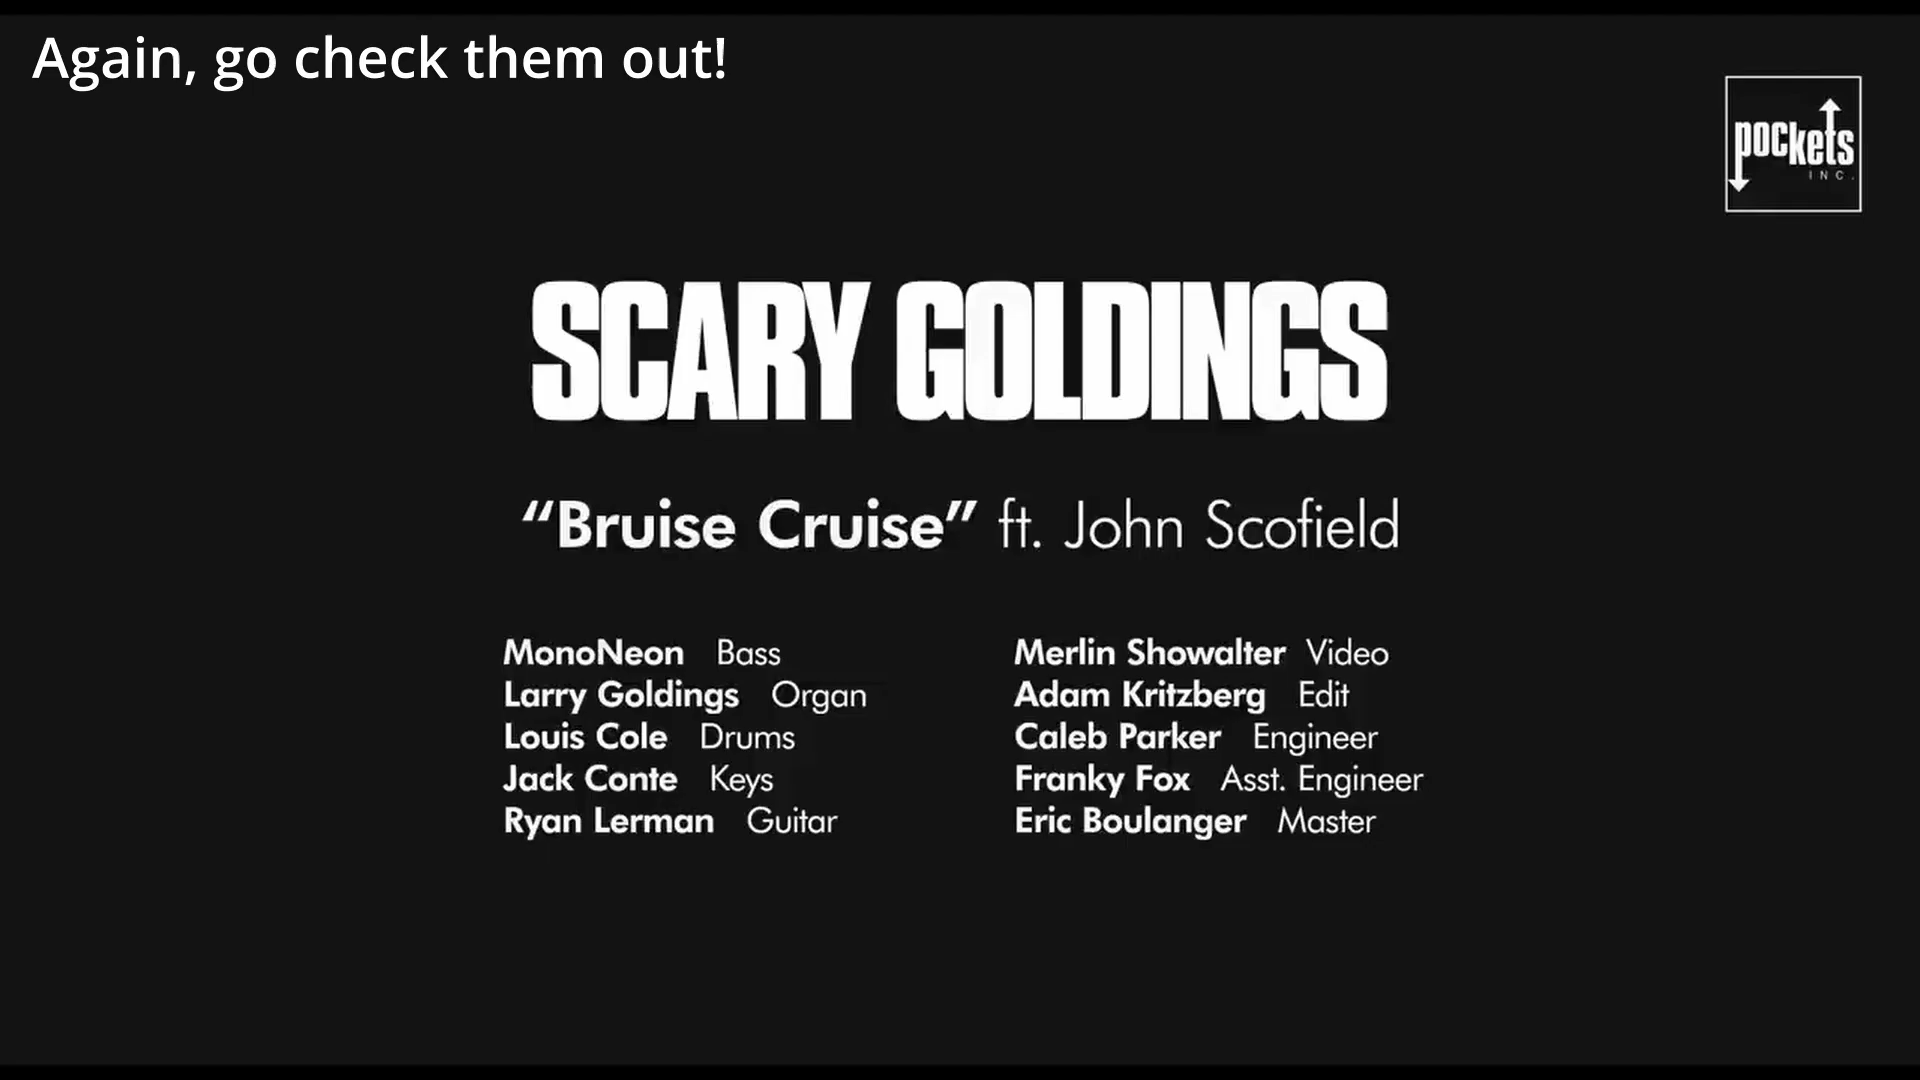 Again, go check them out!
pockets
INC.
SCARY GOLDINGS
“Bruise Cruise” ft. John Scofield
MonoNeon Bass
Larry Goldings Organ
Louis Cole Drums
Jack Conte Keys
Ryan Lerman Guitar
Merlin Showalter Video
Adam Kritzberg Edit
Caleb Parker Engineer
Franky Fox Asst. Engineer
Eric Boulanger Master